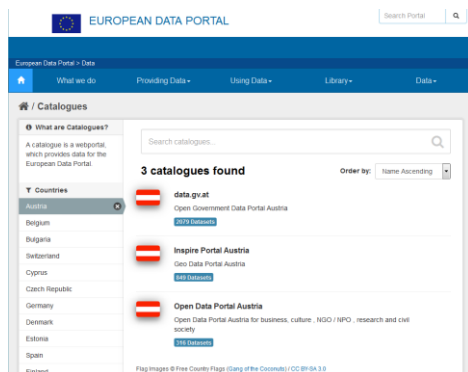 EUROPEAN DATA PORTAL
Search Portal
European Data Portal > Data
What we do
Providing Data
Using Data
Library
Data
/ Catalogues
What are Catalogues?
A catalogue is a webportal,
which provides data for the
European Data Portal.
Countries
Austria
Belgium
Bulgaria
Switzerland
Cyprus
Czech Republic
Germany
Denmark
Estonia
Spain
Finland
Search catalogues...
3 catalogues found
Order by:
Name Ascending
data.gv.at
Open Government Data Portal Austria
2079 Datasets
Inspire Portal Austria
Geo Data Portal Austria
849 Datasets
Open Data Portal Austria
Open Data Portal Austria for business, culture , NGO / NPO , research and civil
society
316 Datasets
Flag Images © Free Country Flags (Gang of the Coconuts) / CC BY-SA 3.0